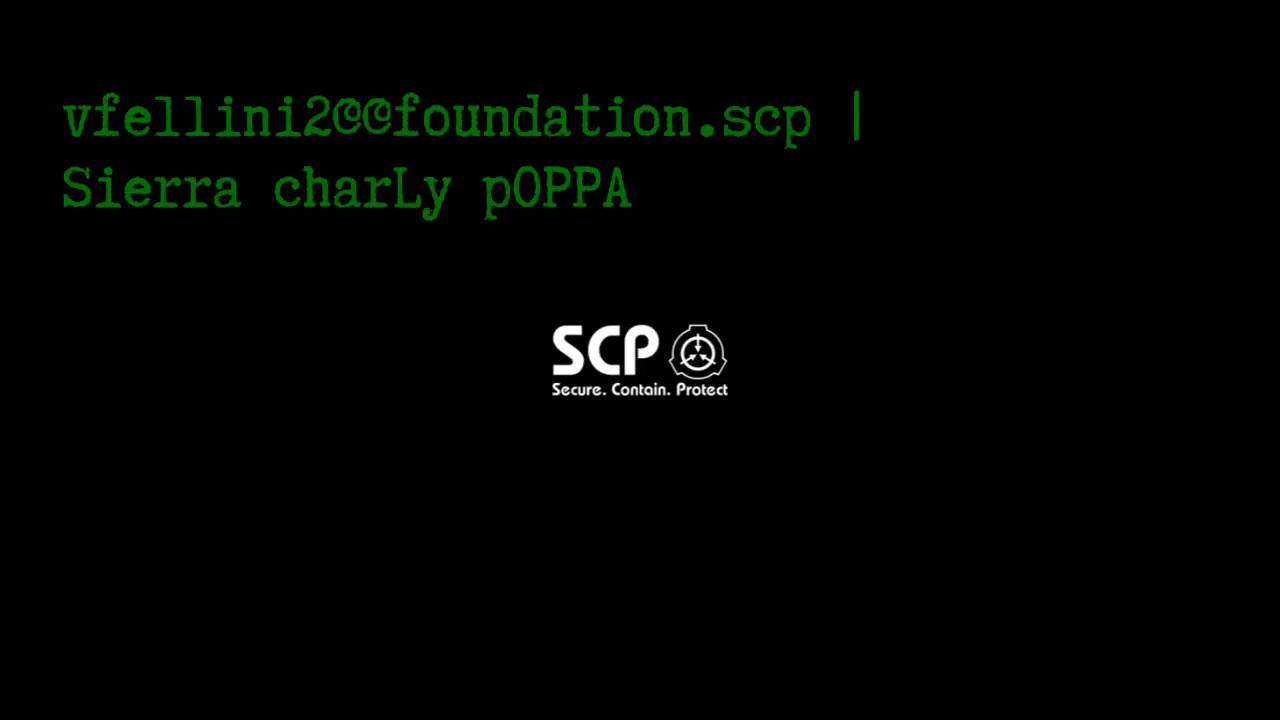 vfellini2@@foundation.scp |
Sierra charLy pOPPA
SCP
Secure. Contain. Protect